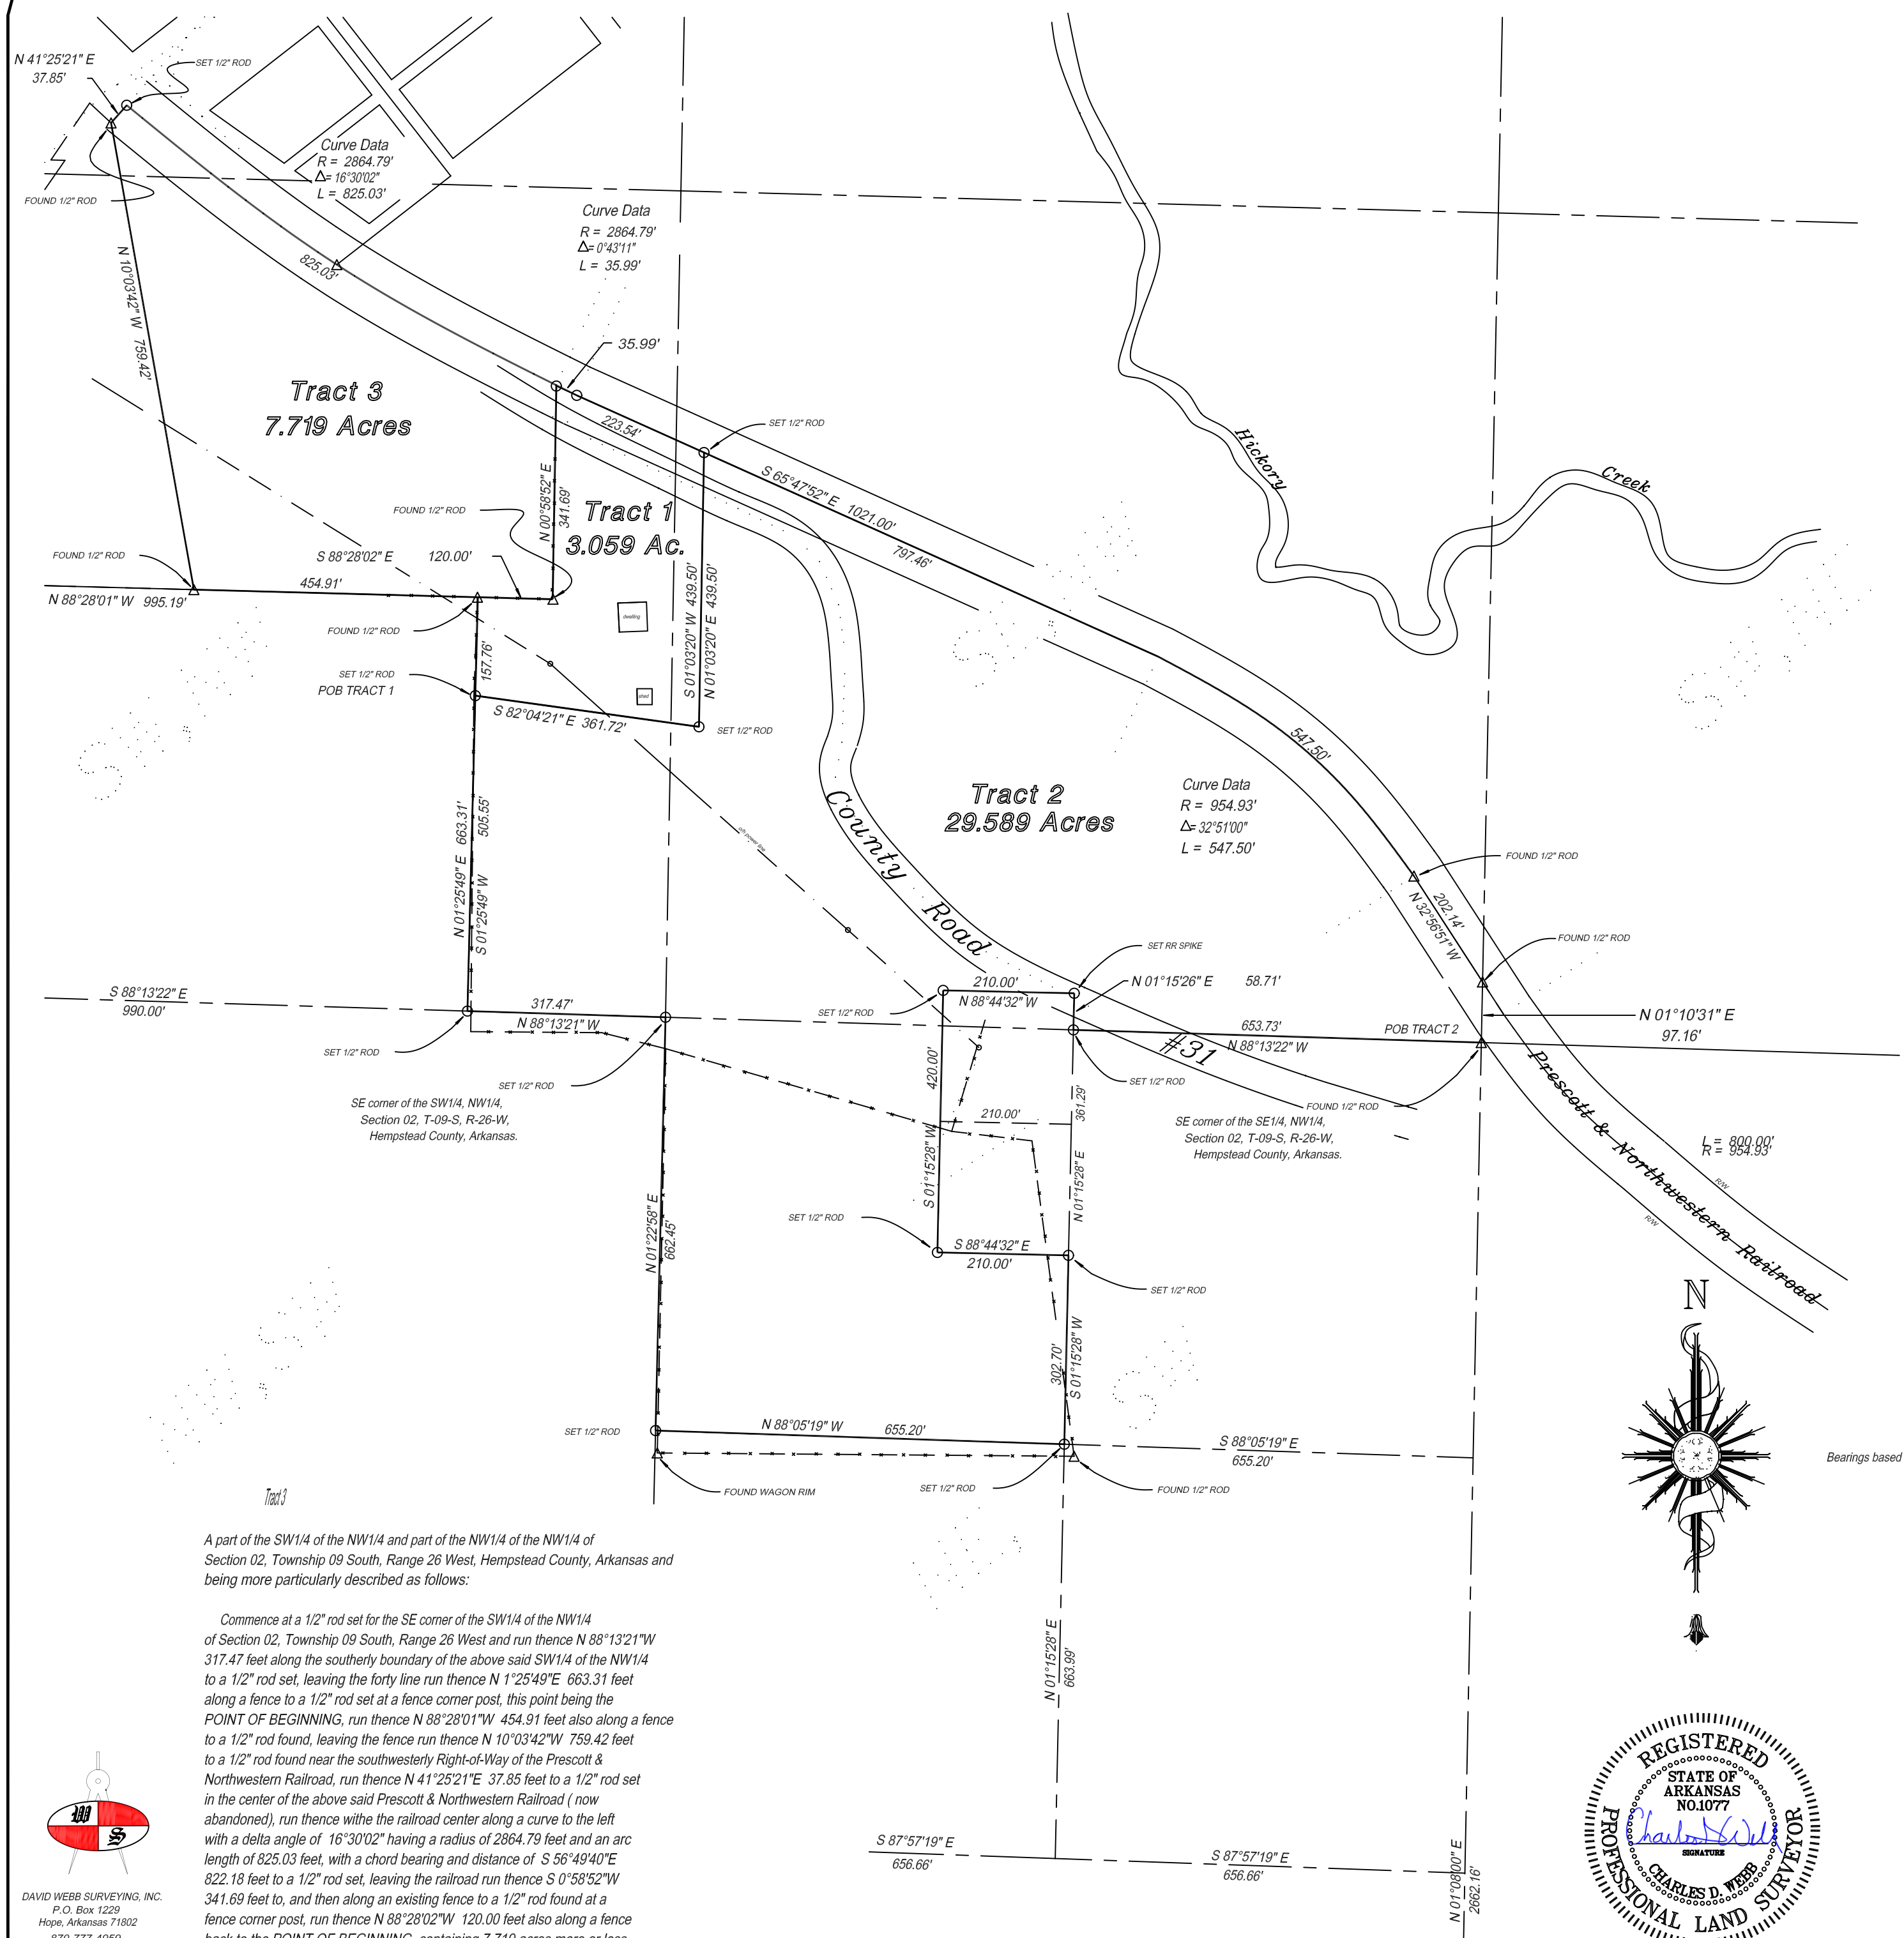 N 41°25'21" E
37.85'
SET 1/2" ROD
Curve Data
R = 2864.79'
Δ= 16°30'02"
L = 825.03'
FOUND 1/2" ROD
Curve Data
R = 2864.79'
Δ= 0°43'11"
L = 35.99'
N 10°03'42" W 759.42'
825.03'
35.99'
Tract 3
7.719 Acres
223.54'
SET 1/2" ROD
S 65°47'52" E 1021.00'
797.46'
Hickory
Creek
N 00°58'52" E
341.69'
Tract 1
3.059 Ac.
FOUND 1/2" ROD
FOUND 1/2" ROD
S 88°28'02" E 120.00'
454.91'
N 88°28'01" W 995.19'
S 01°03'20" W 439.50'
N 01°03'20" E 439.50'
dwelling
FOUND 1/2" ROD
157.76'
SET 1/2" ROD
POB TRACT 1
shed
S 82°04'21" E 361.72'
SET 1/2" ROD
547.50'
Tract 2
29.589 Acres
Curve Data
R = 954.93'
Δ= 32°51'00"
L = 547.50'
N 01°25'49" E 663.31'
505.55'
S 01°25'49" W
o/h power line
County Road
FOUND 1/2" ROD
202.14'
N 32°56'51" W
FOUND 1/2" ROD
SET RR SPIKE
210.00'
N 01°15'26" E 58.71'
N 88°44'32" W
S 88°13'22" E
990.00'
317.47'
N 88°13'21" W
SET 1/2" ROD
653.73'
POB TRACT 2
N 01°10'31" E
97.16'
#31
N 88°13'22" W
SET 1/2" ROD
SET 1/2" ROD
SET 1/2" ROD
420.00'
361.29'
FOUND 1/2" ROD
210.00'
SE corner of the SW1/4, NW1/4,
Section 02, T-09-S, R-26-W,
Hempstead County, Arkansas.
SE corner of the SE1/4, NW1/4,
Section 02, T-09-S, R-26-W,
Hempstead County, Arkansas.
Prescott & Northwestern Railroad
L = 800.00'
R = 954.93'
R/W
R/W
S 01°15'28" W
N 01°15'28" E
SET 1/2" ROD
N 01°22'58" E
662.45'
S 88°44'32" E
210.00'
SET 1/2" ROD
N
302.70'
S 01°15'28" W
SET 1/2" ROD
N 88°05'19" W 655.20'
S 88°05'19" E
655.20'
FOUND WAGON RIM
SET 1/2" ROD
FOUND 1/2" ROD
Bearings based
Tract 3
A part of the SW1/4 of the NW1/4 and part of the NW1/4 of the NW1/4 of
Section 02, Township 09 South, Range 26 West, Hempstead County, Arkansas and
being more particularly described as follows:
Commence at a 1/2" rod set for the SE corner of the SW1/4 of the NW1/4
of Section 02, Township 09 South, Range 26 West and run thence N 88°13'21"W
317.47 feet along the southerly boundary of the above said SW1/4 of the NW1/4
to a 1/2" rod set, leaving the forty line run thence N 1°25'49"E 663.31 feet
along a fence to a 1/2" rod set at a fence corner post, this point being the
POINT OF BEGINNING, run thence N 88°28'01"W 454.91 feet also along a fence
to a 1/2" rod found, leaving the fence run thence N 10°03'42"W 759.42 feet
to a 1/2" rod found near the southwesterly Right-of-Way of the Prescott &
Northwestern Railroad, run thence N 41°25'21"E 37.85 feet to a 1/2" rod set
in the center of the above said Prescott & Northwestern Railroad ( now
abandoned), run thence withe the railroad center along a curve to the left
with a delta angle of 16°30'02" having a radius of 2864.79 feet and an arc
length of 825.03 feet, with a chord bearing and distance of S 56°49'40"E
822.18 feet to a 1/2" rod set, leaving the railroad run thence S 0°58'52"W
341.69 feet to, and then along an existing fence to a 1/2" rod found at a
fence corner post, run thence N 88°28'02"W 120.00 feet also along a fence
back to the POINT OF BEGINNING, containing 7.719 acres more or less.
N 01°15'28" E
663.99'
S 87°57'19" E
656.66'
S 87°57'19" E
656.66'
N 01°08'00" E
2662.16'
W
S
DAVID WEBB SURVEYING, INC.
P.O. Box 1229
Hope, Arkansas 71802
870-777-4059
REGISTERED
STATE OF
ARKANSAS
NO.1077
Charles D Webb
SIGNATURE
CHARLES D. WEBB
PROFESSIONAL LAND SURVEYOR